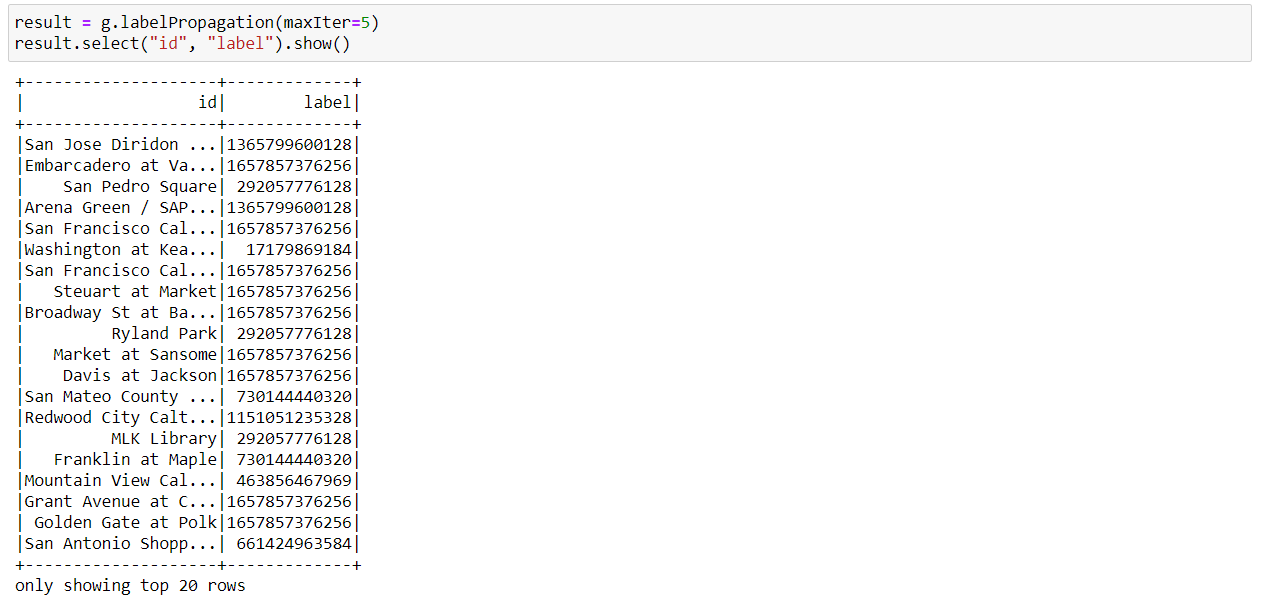 result = g.labelPropagation(maxIter=5)
result.select("id", "label").show()
+--------------------+-------------+
|                  id|        label|
+--------------------+-------------+
|San Jose Diridon ...|1365799600128|
|Embarcadero at Va...|1657857376256|
|    San Pedro Square| 292057776128|
|Arena Green / SAP...|1365799600128|
|San Francisco Cal...|1657857376256|
|Washington at Kea...|  17179869184|
|San Francisco Cal...|1657857376256|
|   Steuart at Market|1657857376256|
|Broadway St at Ba...|1657857376256|
|         Ryland Park| 292057776128|
|   Market at Sansome|1657857376256|
|    Davis at Jackson|1657857376256|
|San Mateo County ...| 730144440320|
|Redwood City Calt...|1151051235328|
|         MLK Library| 292057776128|
|   Franklin at Maple| 730144440320|
|Mountain View Cal...| 463856467969|
|Grant Avenue at C...|1657857376256|
| Golden Gate at Polk|1657857376256|
|San Antonio Shopp...| 661424963584|
+--------------------+-------------+
only showing top 20 rows